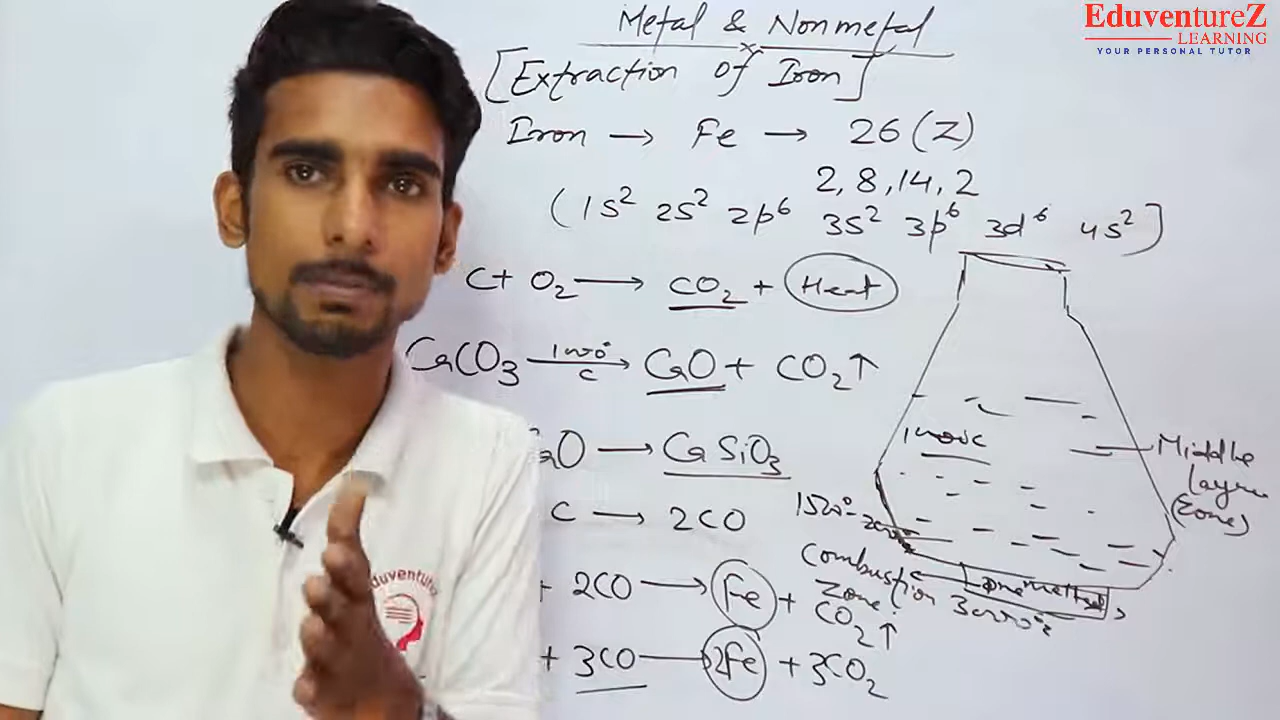 EduventureZ
LEARNING
YOUR PERSONAL TUTOR
Metal & Nonmetal
[Extraction of Iron]
Iron → Fe → 26 (Z)
2, 8, 14, 2
(1s² 2s² 2p⁶ 3s² 3p⁶ 3d⁶ 4s²)
C + O₂ → CO₂ + Heat
CaCO₃ → CaO + CO₂↑
C
aO → CaSiO₃
C → 2CO
+ 2CO → Fe + CO₂↑
+ 3CO → 2Fe + 3CO₂
Middle
Layer
(Zone)
Combustion
Zone